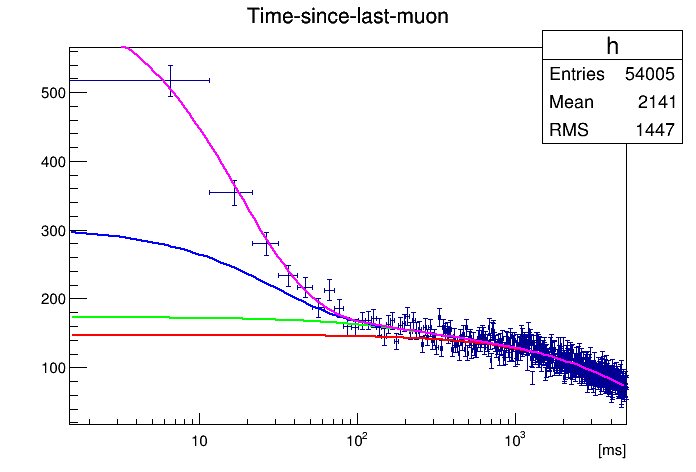 Time-since-last-muon
h
Entries 54005
Mean 2141
RMS 1447
500
400
300
200
100
10
10²
10³
[ms]